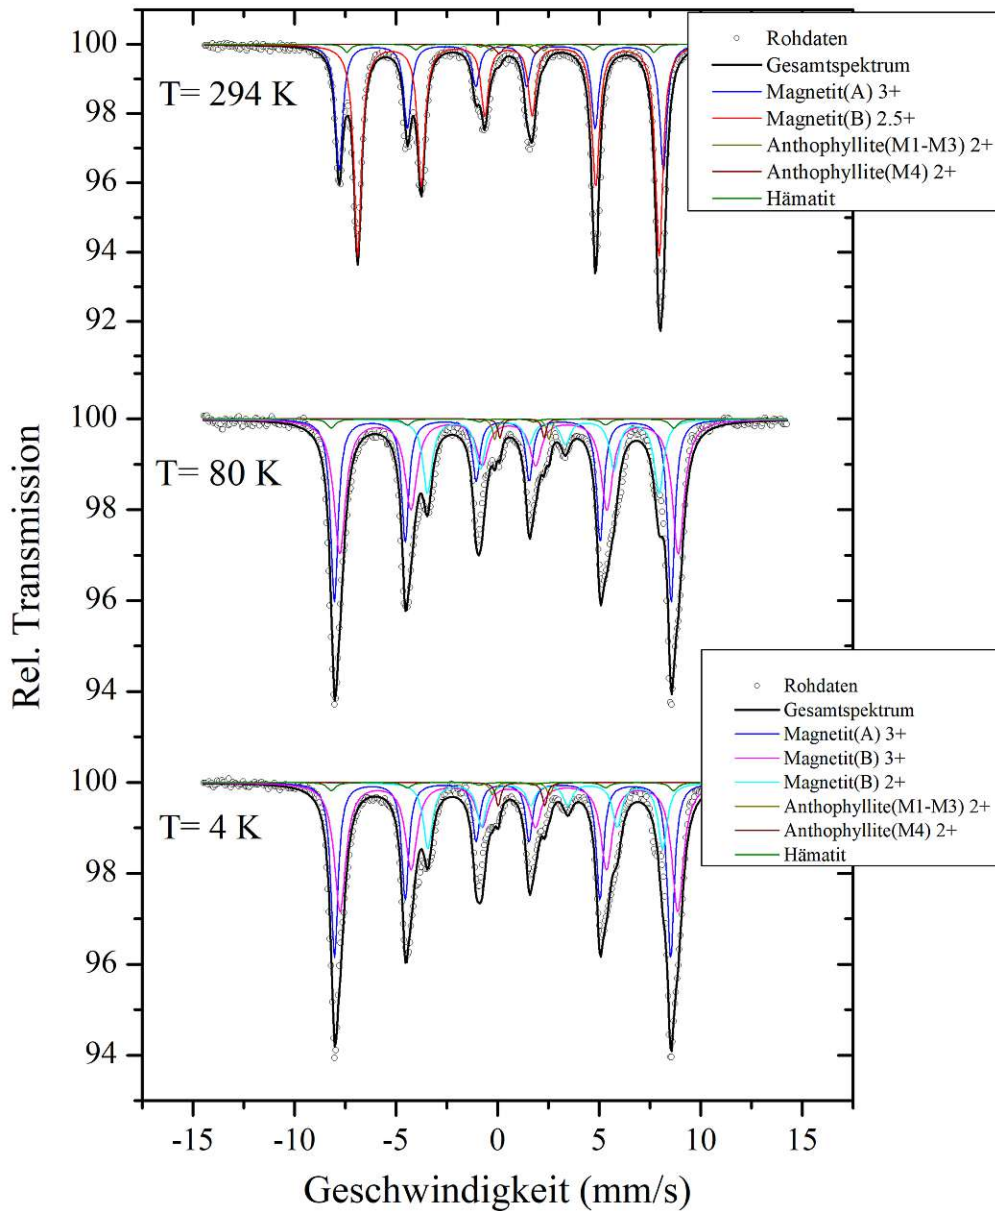 100
98
96
94
92
T= 294 K
Rohdaten
Gesamtspektrum
Magnetit(A) 3+
Magnetit(B) 2.5+
Anthophyllite(M1-M3) 2+
Anthophyllite(M4) 2+
Hämatit
100
98
96
94
T= 80 K
Rel. Transmission
Rohdaten
Gesamtspektrum
Magnetit(A) 3+
Magnetit(B) 3+
Magnetit(B) 2+
Anthophyllite(M1-M3) 2+
Anthophyllite(M4) 2+
Hämatit
100
98
96
94
T= 4 K
-15 -10 -5 0 5 10 15
Geschwindigkeit (mm/s)